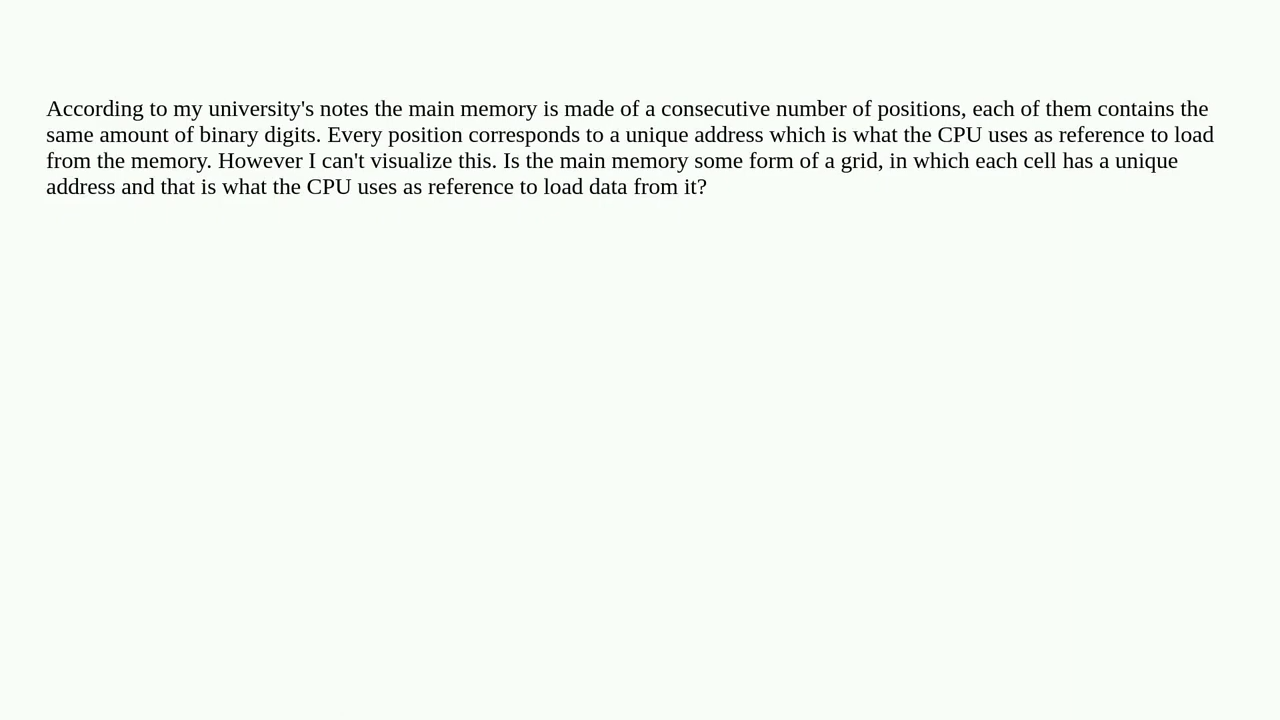 According to my university's notes the main memory is made of a consecutive number of positions, each of them contains the
same amount of binary digits. Every position corresponds to a unique address which is what the CPU uses as reference to load
from the memory. However I can't visualize this. Is the main memory some form of a grid, in which each cell has a unique
address and that is what the CPU uses as reference to load data from it?